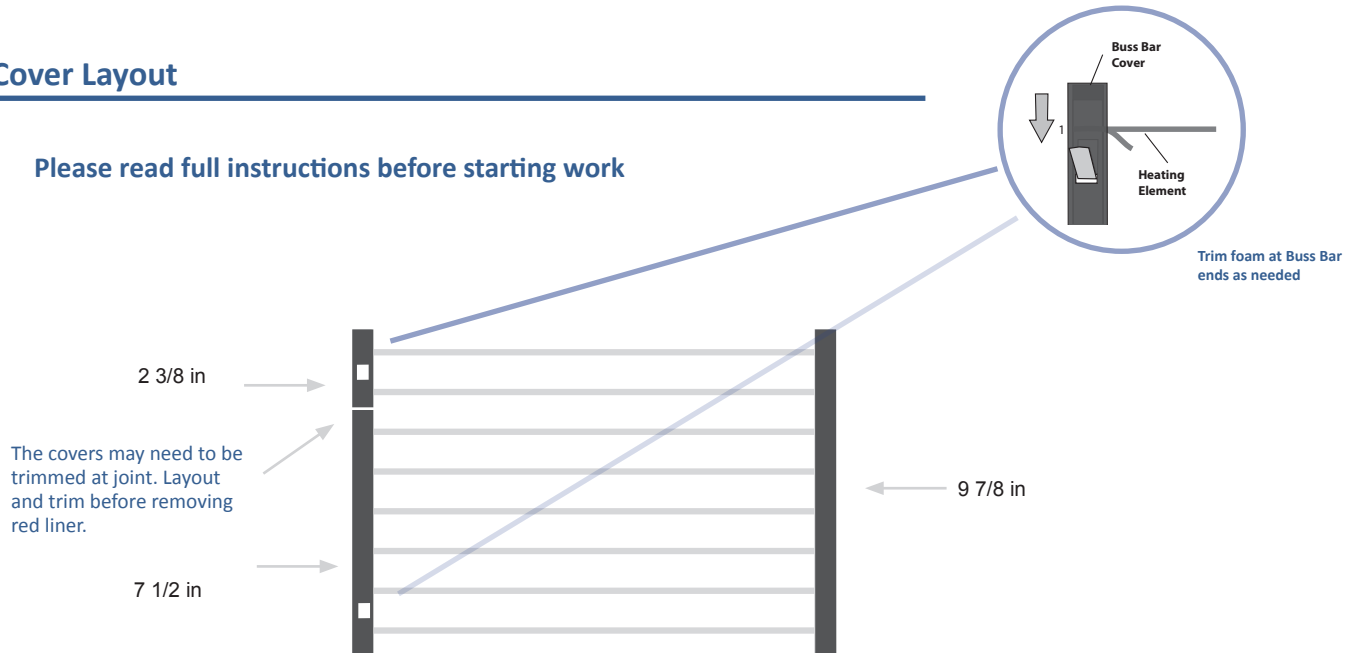 Cover Layout
Please read full instructions before starting work
Buss Bar
Cover
1
Heating
Element
Trim foam at Buss Bar
ends as needed
2 3/8 in
The covers may need to be
trimmed at joint. Layout
and trim before removing
red liner.
9 7/8 in
7 1/2 in